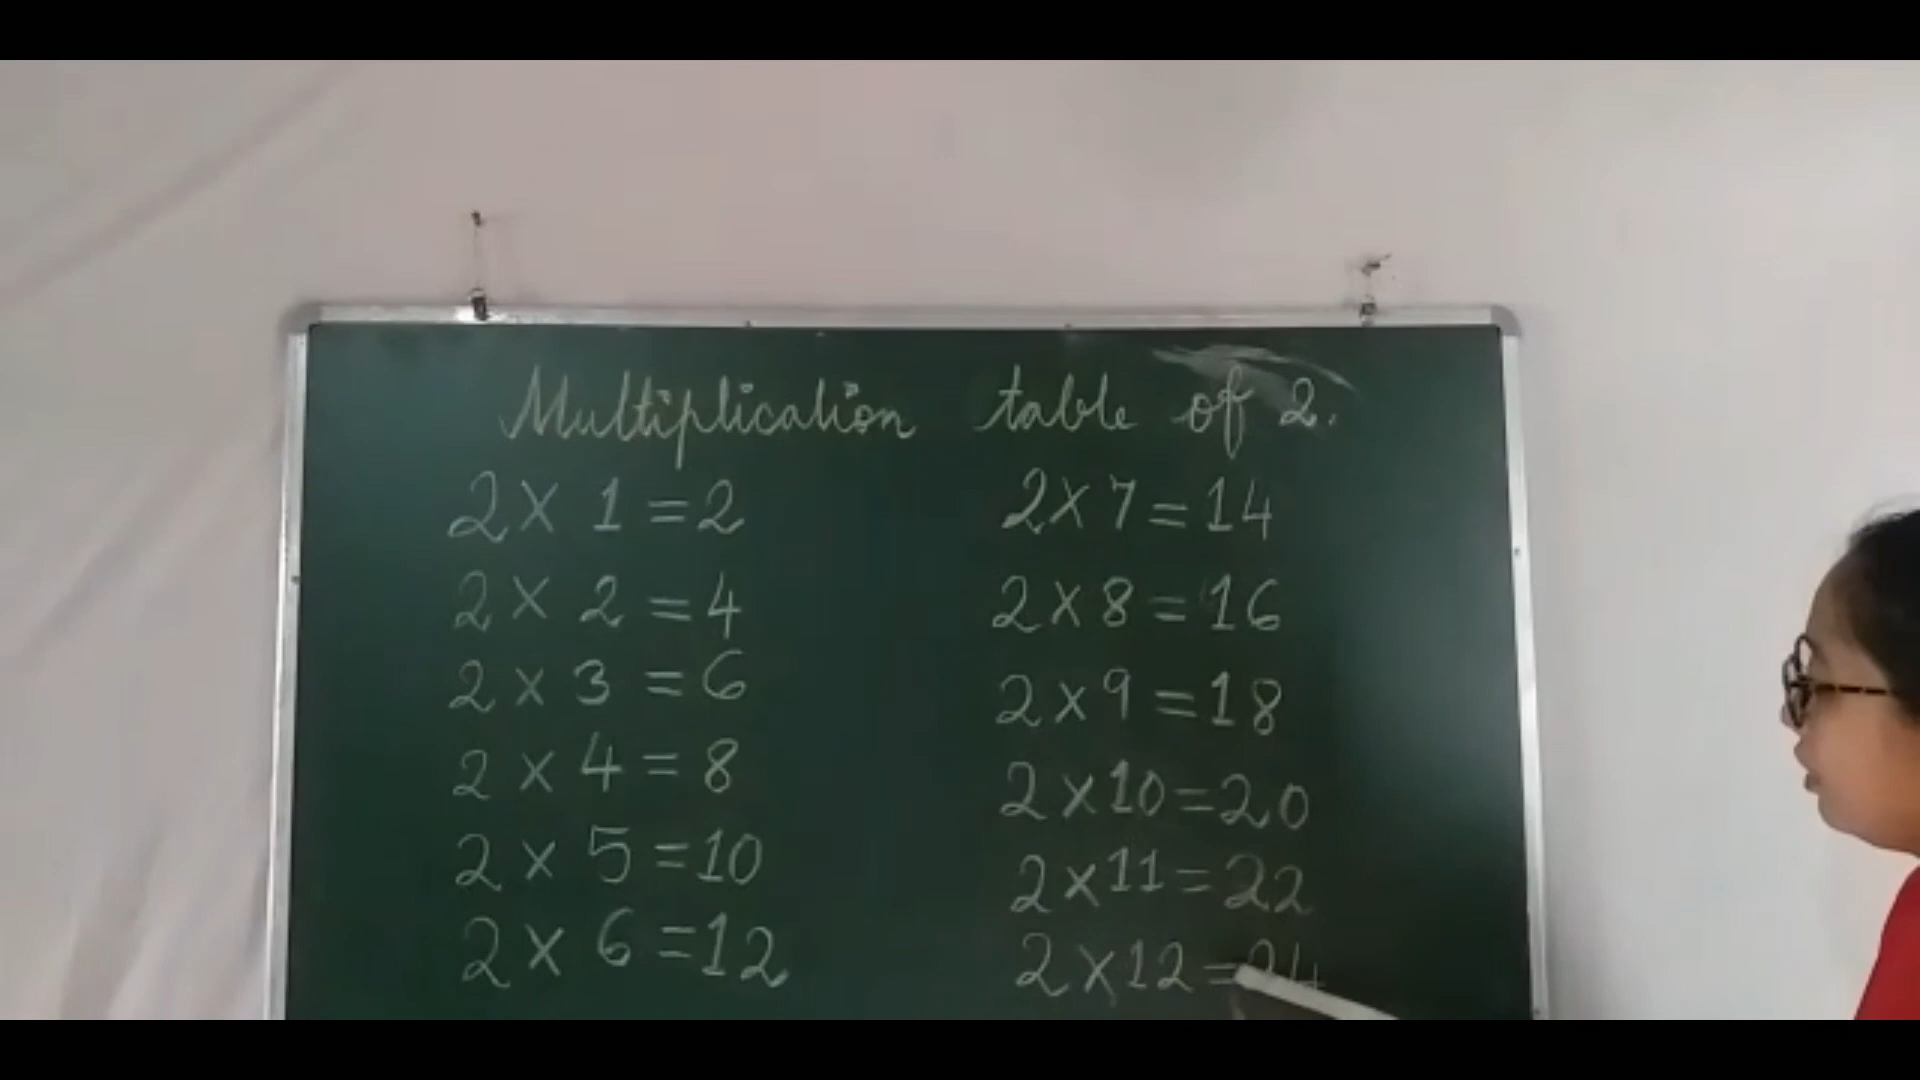 Multiplication table of 2.
2 × 1 = 2
2 × 2 = 4
2 × 3 = 6
2 × 4 = 8
2 × 5 = 10
2 × 6 = 12
2 × 7 = 14
2 × 8 = 16
2 × 9 = 18
2 × 10 = 20
2 × 11 = 22
2 × 12 = 24